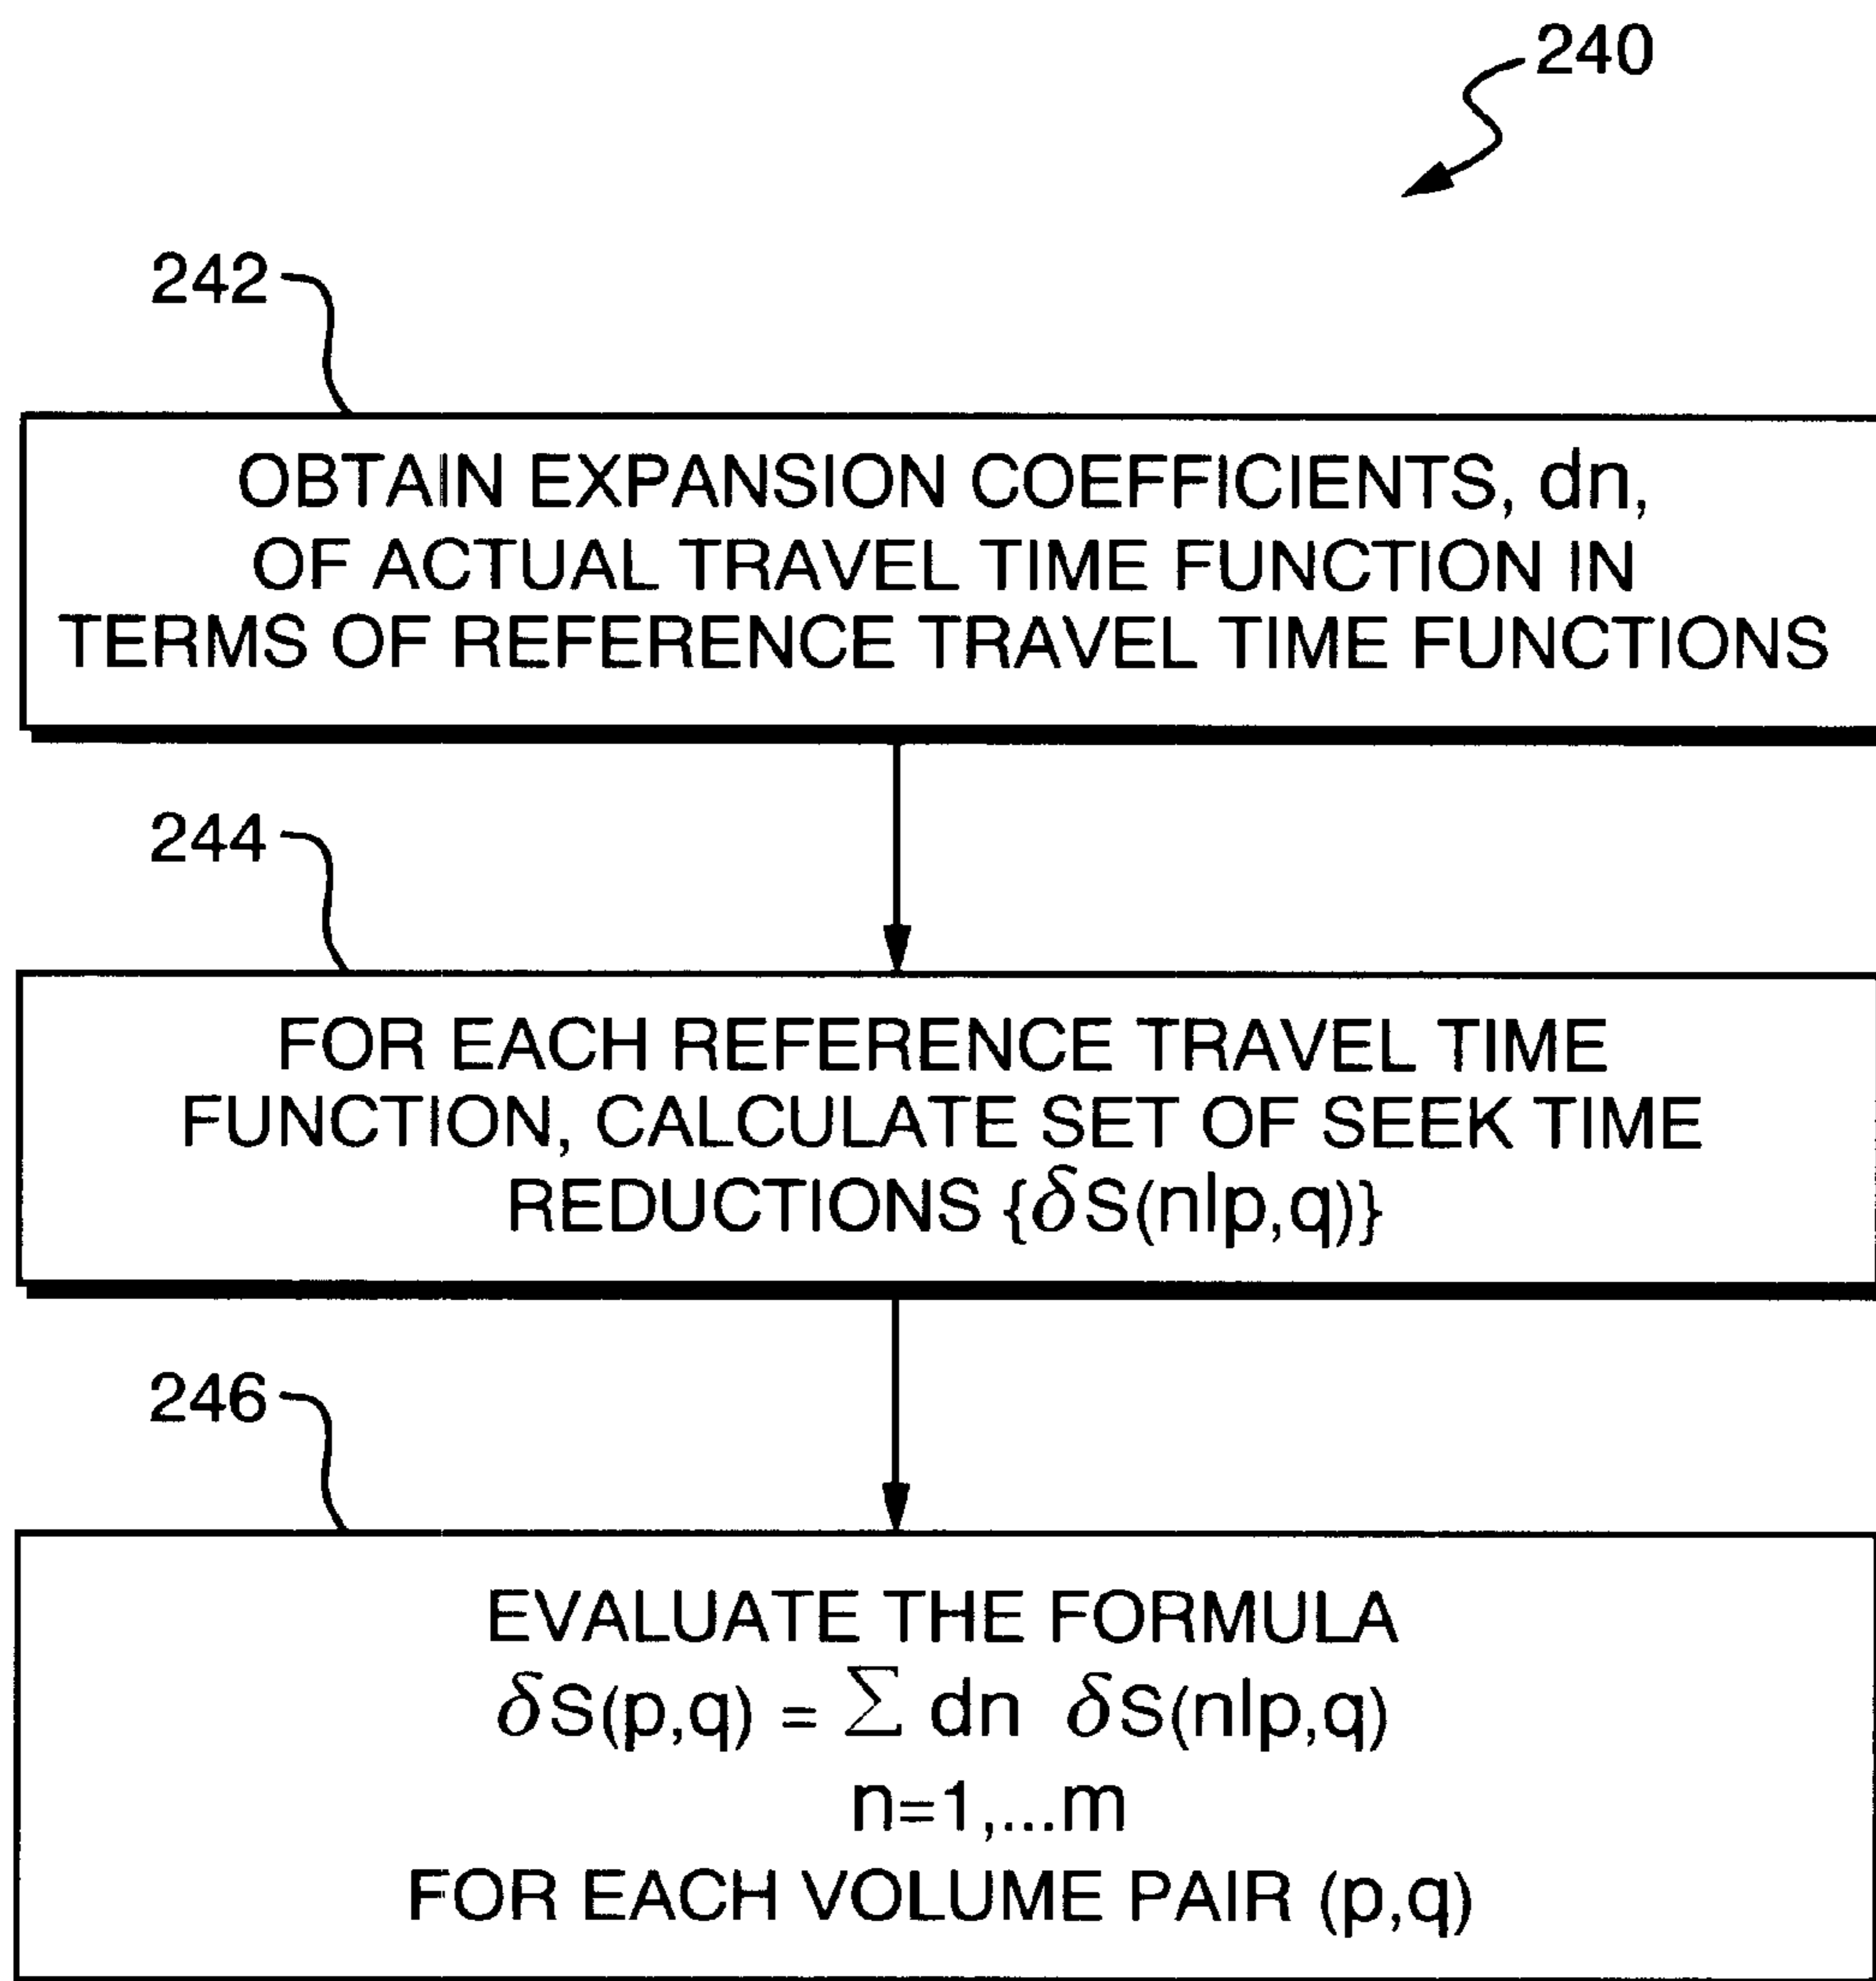 240
242
OBTAIN EXPANSION COEFFICIENTS, dn,
OF ACTUAL TRAVEL TIME FUNCTION IN
TERMS OF REFERENCE TRAVEL TIME FUNCTIONS
244
FOR EACH REFERENCE TRAVEL TIME
FUNCTION, CALCULATE SET OF SEEK TIME
REDUCTIONS {δS(n|p,q)}
246
EVALUATE THE FORMULA
δS(p,q) = ∑ dn δS(n|p,q)
n=1,...m
FOR EACH VOLUME PAIR (p,q)